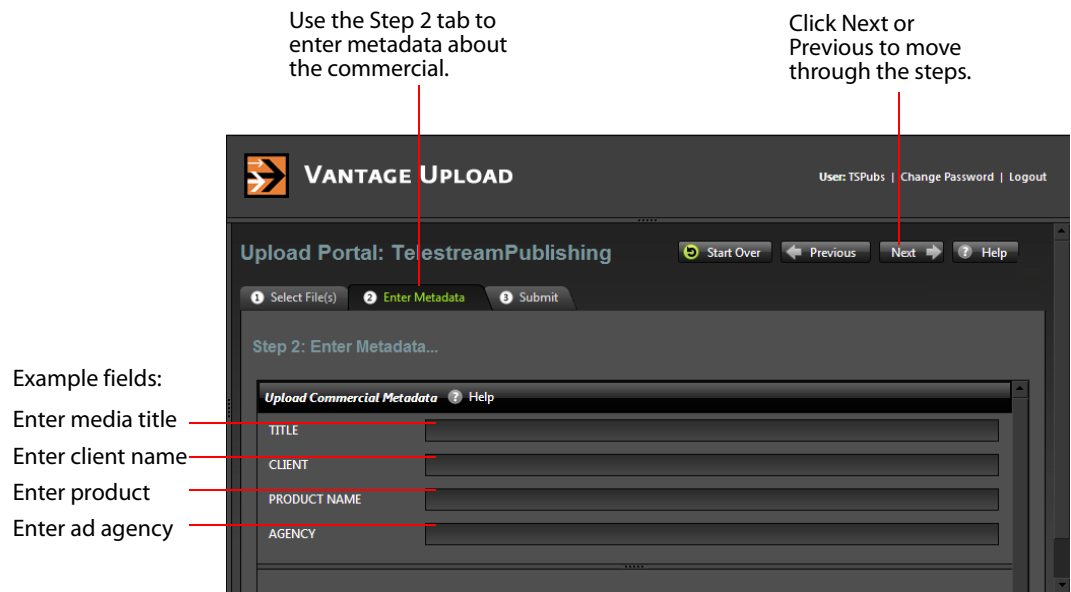 Use the Step 2 tab to
enter metadata about
the commercial.
Click Next or
Previous to move
through the steps.
VANTAGE UPLOAD
User: TSPubs | Change Password | Logout
Upload Portal: TelestreamPublishing
Start Over
Previous
Next
? Help
1 Select File(s)
2 Enter Metadata
3 Submit
Step 2: Enter Metadata...
Example fields:
Upload Commercial Metadata ? Help
Enter media title
TITLE
Enter client name
CLIENT
Enter product
PRODUCT NAME
Enter ad agency
AGENCY